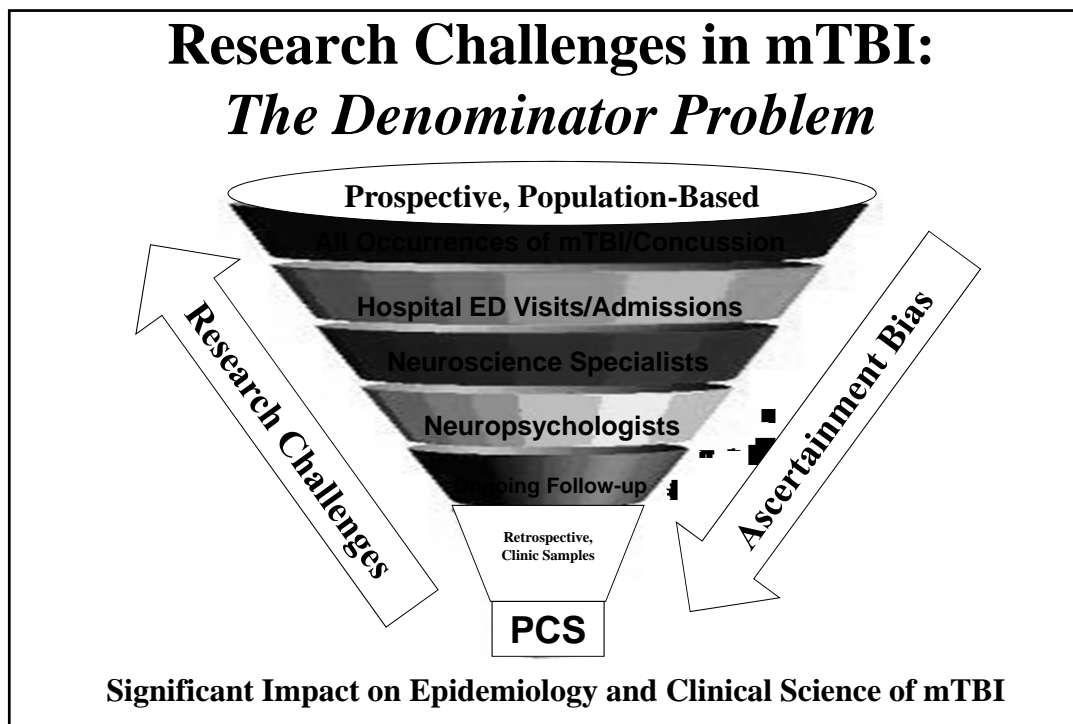 Research Challenges in mTBI:
The Denominator Problem
Prospective, Population-Based
All Occurrences of mTBI/Concussion
Hospital ED Visits/Admissions
Neuroscience Specialists
Neuropsychologists
Ongoing Follow-up
Retrospective,
Clinic Samples
PCS
Research Challenges
Ascertainment Bias
Significant Impact on Epidemiology and Clinical Science of mTBI